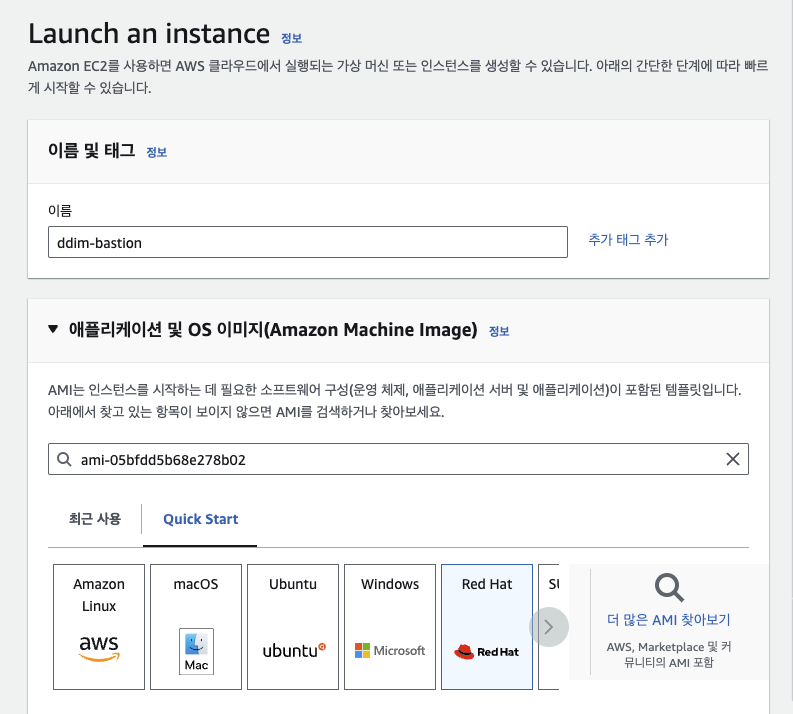 Launch an instance 정보
Amazon EC2를 사용하면 AWS 클라우드에서 실행되는 가상 머신 또는 인스턴스를 생성할 수 있습니다. 아래의 간단한 단계에 따라 빠르
게 시작할 수 있습니다.
이름 및 태그 정보
이름
ddim-bastion
추가 태그 추가
애플리케이션 및 OS 이미지(Amazon Machine Image) 정보
AMI는 인스턴스를 시작하는 데 필요한 소프트웨어 구성(운영 체제, 애플리케이션 서버 및 애플리케이션)이 포함된 템플릿입니다.
아래에서 찾고 있는 항목이 보이지 않으면 AMI를 검색하거나 찾아보세요.
ami-05bfdd5b68e278b02
최근 사용
Quick Start
Amazon
Linux
aws
macOS
Mac
Ubuntu
ubuntu
Windows
Microsoft
Red Hat
Red Hat
더 많은 AMI 찾아보기
AWS, Marketplace 및 커
뮤니티의 AMI 포함